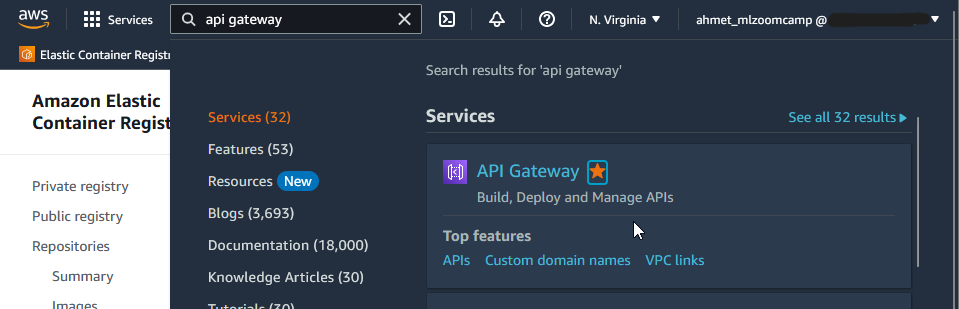 aws
Services
api gateway
N. Virginia
ahmet_mlzoomcamp @
Elastic Container Registr
Amazon Elastic
Container Regist
Private registry
Public registry
Repositories
Summary
Images
Search results for 'api gateway'
Services (32)
Features (53)
Resources New
Blogs (3,693)
Documentation (18,000)
Knowledge Articles (30)
Tutorials (30)
Services
See all 32 results
API Gateway
Build, Deploy and Manage APIs
Top features
APIs Custom domain names VPC links